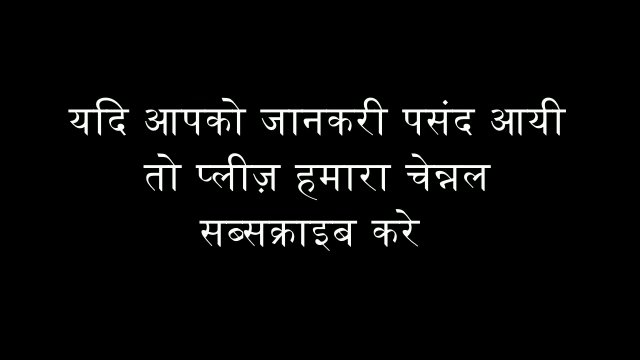 यदि आपको जानकरी पसंद आयी
तो प्लीज़ हमारा चेन्नल
सब्सक्राइब करे